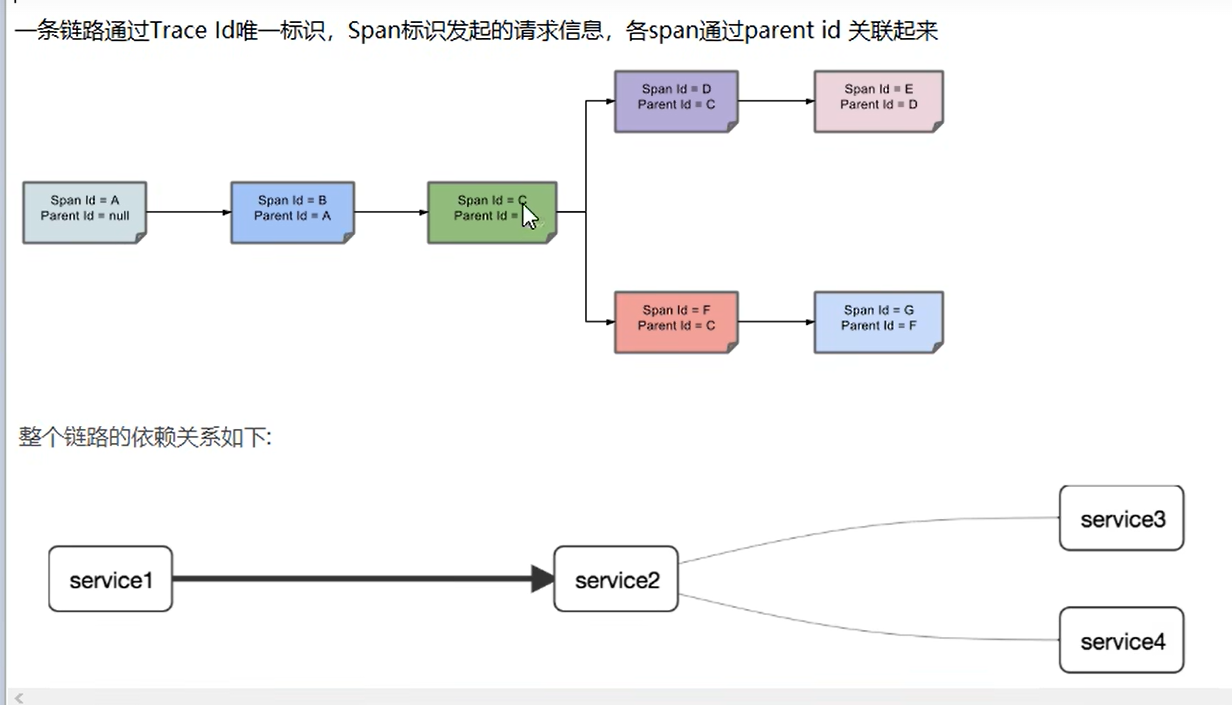 一条链路通过Trace Id唯一标识，Span标识发起的请求信息，各span通过parent id 关联起来
Span Id = D
Parent Id = C
Span Id = E
Parent Id = D
Span Id = A
Parent Id = null
Span Id = B
Parent Id = A
Span Id = C
Parent Id =
Span Id = F
Parent Id = C
Span Id = G
Parent Id = F
整个链路的依赖关系如下:
service3
service1
service2
service4